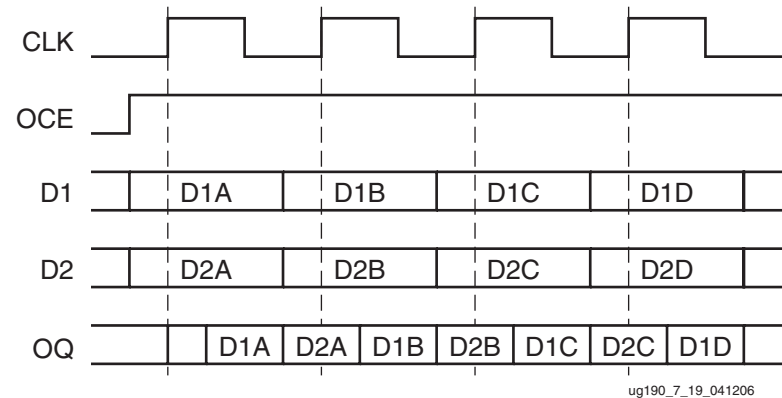 CLK
OCE
D1 D1A D1B D1C D1D
D2 D2A D2B D2C D2D
OQ D1A D2A D1B D2B D1C D2C D1D
ug190_7_19_041206